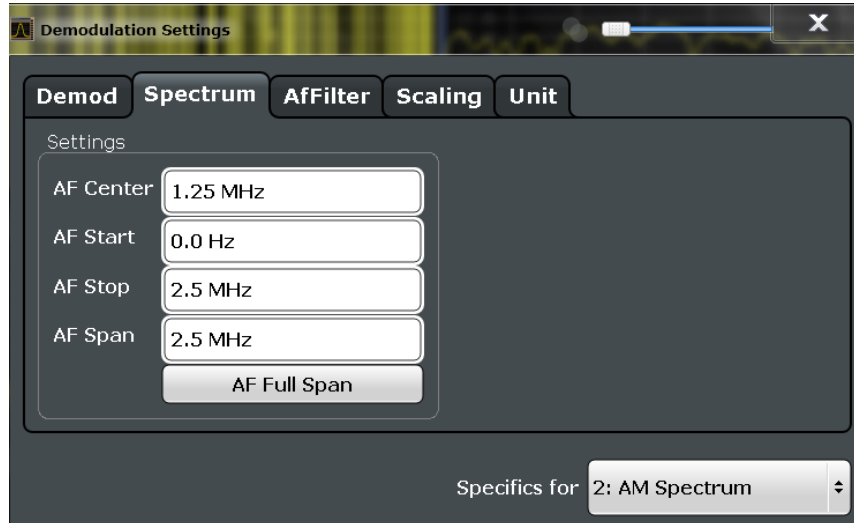 Demodulation Settings
X
Demod Spectrum AfFilter Scaling Unit
Settings
AF Center 1.25 MHz
AF Start 0.0 Hz
AF Stop 2.5 MHz
AF Span 2.5 MHz
AF Full Span
Specifics for 2: AM Spectrum